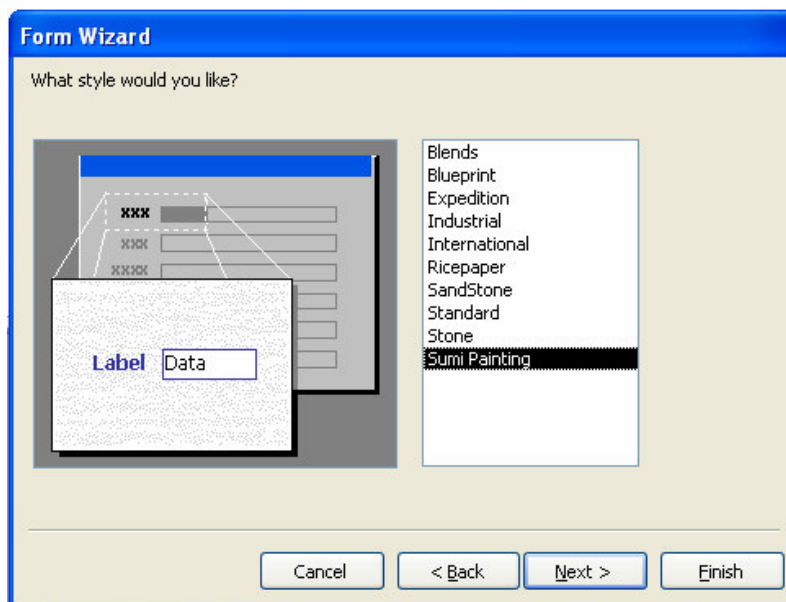 Form Wizard
What style would you like?
xxx
xxx
xxxx
Label Data
Blends
Blueprint
Expedition
Industrial
International
Ricepaper
SandStone
Standard
Stone
Sumi Painting
Cancel
< Back
Next >
Finish